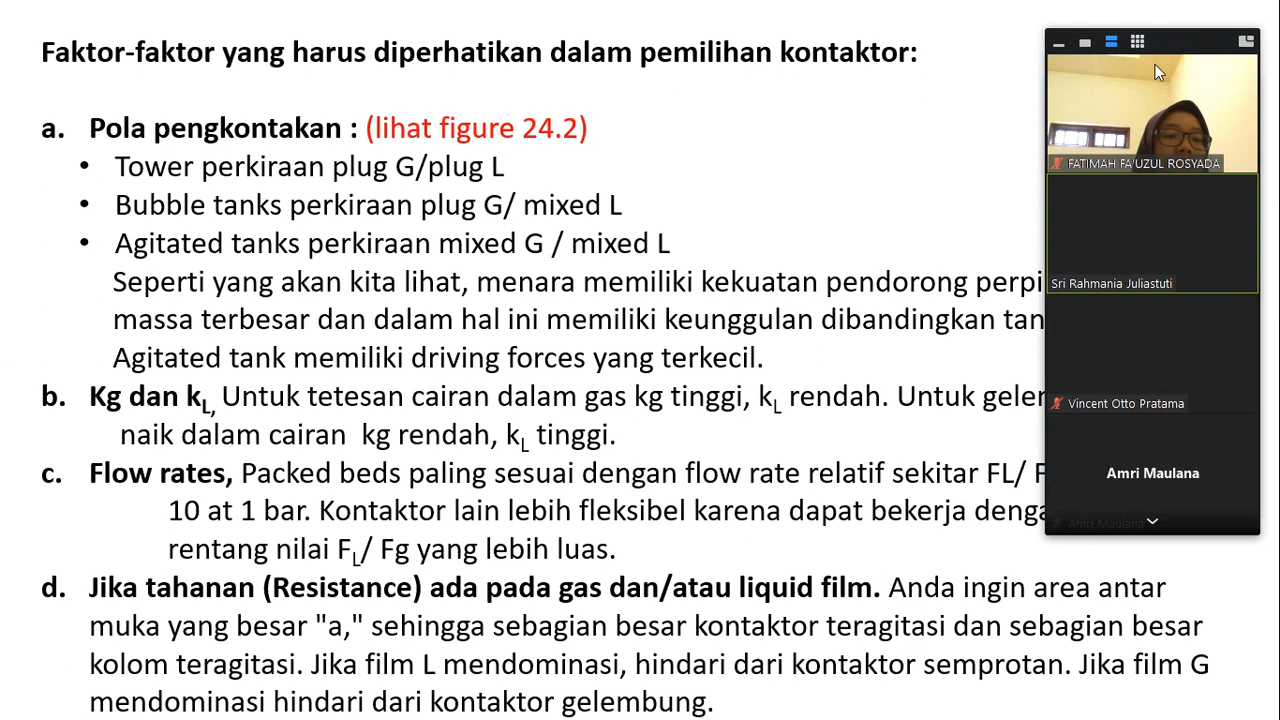 Faktor-faktor yang harus diperhatikan dalam pemilihan kontaktor:
a. Pola pengkontakan : (lihat figure 24.2)
• Tower perkiraan plug G/plug L
• Bubble tanks perkiraan plug G/ mixed L
• Agitated tanks perkiraan mixed G / mixed L
Seperti yang akan kita lihat, menara memiliki kekuatan pendorong
massa terbesar dan dalam hal ini memiliki keunggulan dibandingkan
Agitated tank memiliki driving forces yang terkecil.
b. Kg dan kL, Untuk tetesan cairan dalam gas kg tinggi, kL rendah. Untuk
naik dalam cairan kg rendah, kL tinggi.
c. Flow rates, Packed beds paling sesuai dengan flow rate relatif sekitar FL/
10 at 1 bar. Kontaktor lain lebih fleksibel karena dapat bekerja
rentang nilai FL/ Fg yang lebih luas.
d. Jika tahanan (Resistance) ada pada gas dan/atau liquid film. Anda ingin area antar
muka yang besar "a," sehingga sebagian besar kontaktor teragitasi dan sebagian besar
kolom teragitasi. Jika film L mendominasi, hindari dari kontaktor semprotan. Jika film G
mendominasi hindari dari kontaktor gelembung.
FATIMAH FA'UZUL ROSYADA
Sri Rahmania Juliastuti
Vincent Otto Pratama
Amri Maulana
Amri Maulana